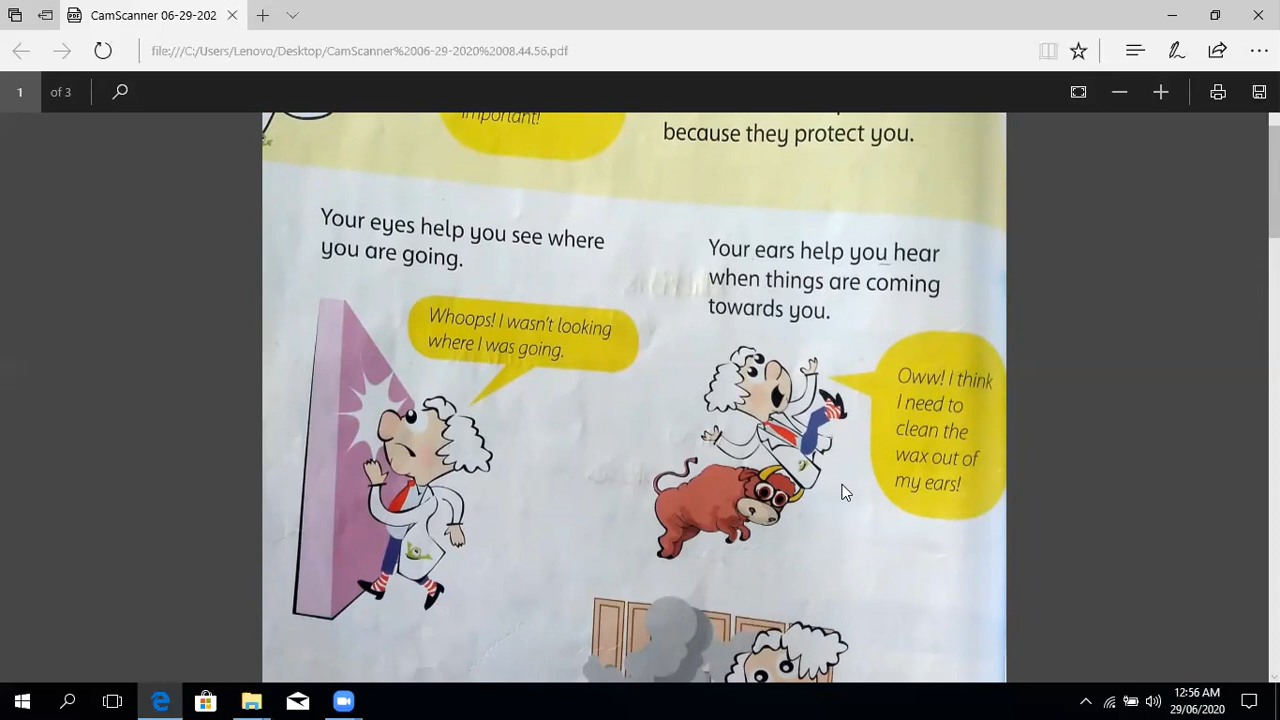 CamScanner 06-29-202
file:///C:/Users/Lenovo/Desktop/CamScanner%2006-29-2020%2008.44.56.pdf
1 of 3
important!
because they protect you.
Your eyes help you see where
you are going.
Whoops! I wasn't looking
where I was going.
Your ears help you hear
when things are coming
towards you.
Oww! I think
I need to
clean the
wax out of
my ears!
12:56 AM
29/06/2020